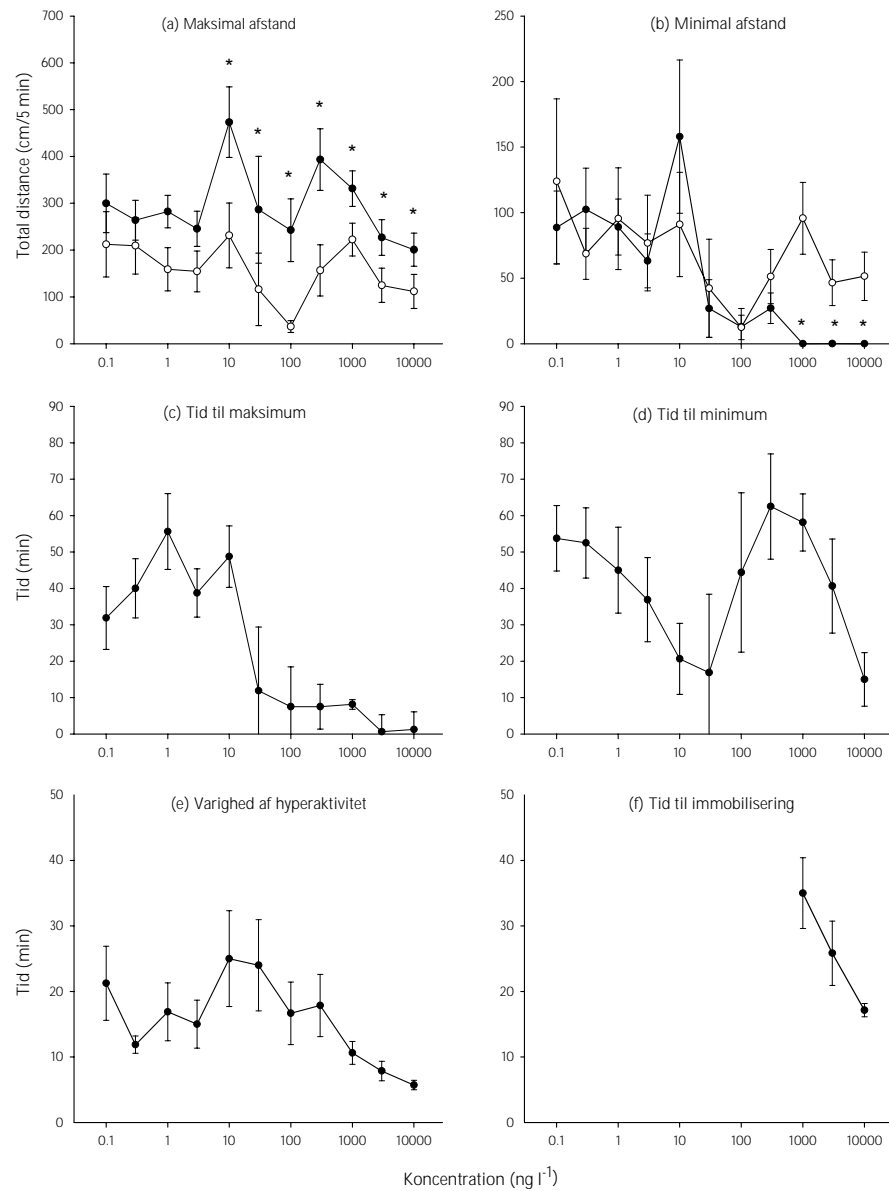 (a) Maksimal afstand
700
600
500
400
300
200
100
0
Total distance (cm/5 min)
* * * * * * *
0.1 1 10 100 1000 10000
(b) Minimal afstand
250
200
150
100
50
0
* * *
0.1 1 10 100 1000 10000
(c) Tid til maksimum
90
80
70
60
50
40
30
20
10
0
Tid (min)
0.1 1 10 100 1000 10000
(d) Tid til minimum
90
80
70
60
50
40
30
20
10
0
0.1 1 10 100 1000 10000
(e) Varighed af hyperaktivitet
50
40
30
20
10
0
Tid (min)
0.1 1 10 100 1000 10000
(f) Tid til immobilisering
50
40
30
20
10
0
0.1 1 10 100 1000 10000
Koncentration (ng l⁻¹)